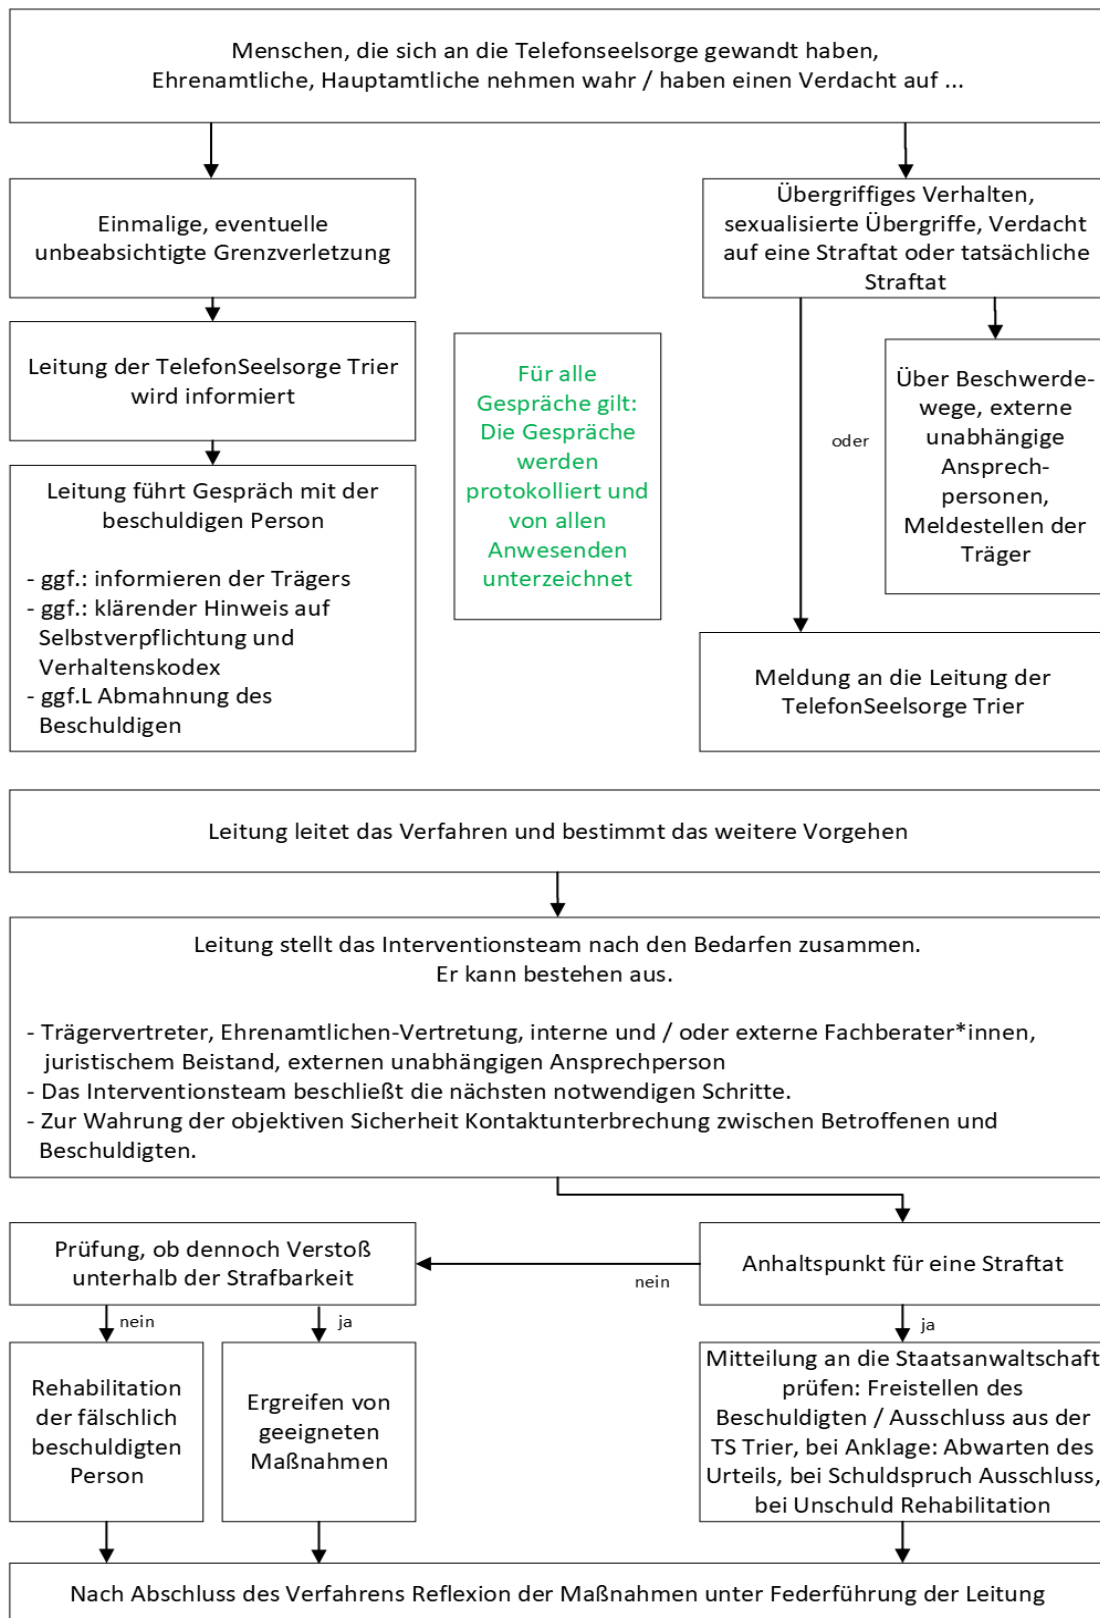 Menschen, die sich an die Telefonseelsorge gewandt haben,
Ehrenamtliche, Hauptamtliche nehmen wahr / haben einen Verdacht auf ...
Einmalige, eventuelle
unbeabsichtigte Grenzverletzung
Übergriffiges Verhalten,
sexualisierte Übergriffe, Verdacht
auf eine Straftat oder tatsächliche
Straftat
Leitung der TelefonSeelsorge Trier
wird informiert
Leitung führt Gespräch mit der
beschuldigen Person
- ggf.: informieren der Trägers
- ggf.: klärender Hinweis auf
Selbstverpflichtung und
Verhaltenskodex
- ggf.L Abmahnung des
Beschuldigen
Für alle
Gespräche gilt:
Die Gespräche
werden
protokolliert und
von allen
Anwesenden
unterzeichnet
oder
Über Beschwerde-
wege, externe
unabhängige
Ansprech-
personen,
Meldestellen der
Träger
Meldung an die Leitung der
TelefonSeelsorge Trier
Leitung leitet das Verfahren und bestimmt das weitere Vorgehen
Leitung stellt das Interventionsteam nach den Bedarfen zusammen.
Er kann bestehen aus.
- Trägervertreter, Ehrenamtlichen-Vertretung, interne und / oder externe Fachberater*innen,
juristischem Beistand, externen unabhängigen Ansprechperson
- Das Interventionsteam beschließt die nächsten notwendigen Schritte.
- Zur Wahrung der objektiven Sicherheit Kontaktunterbrechung zwischen Betroffenen und
Beschuldigten.
Prüfung, ob dennoch Verstoß
unterhalb der Strafbarkeit
nein
Anhaltspunkt für eine Straftat
nein
ja
ja
Rehabilitation
der fälschlich
beschuldigten
Person
Ergreifen von
geeigneten
Maßnahmen
Mitteilung an die Staatsanwaltschaft
prüfen: Freistellen des
Beschuldigten / Ausschluss aus der
TS Trier, bei Anklage: Abwarten des
Urteils, bei Schuldspruch Ausschluss,
bei Unschuld Rehabilitation
Nach Abschluss des Verfahrens Reflexion der Maßnahmen unter Federführung der Leitung